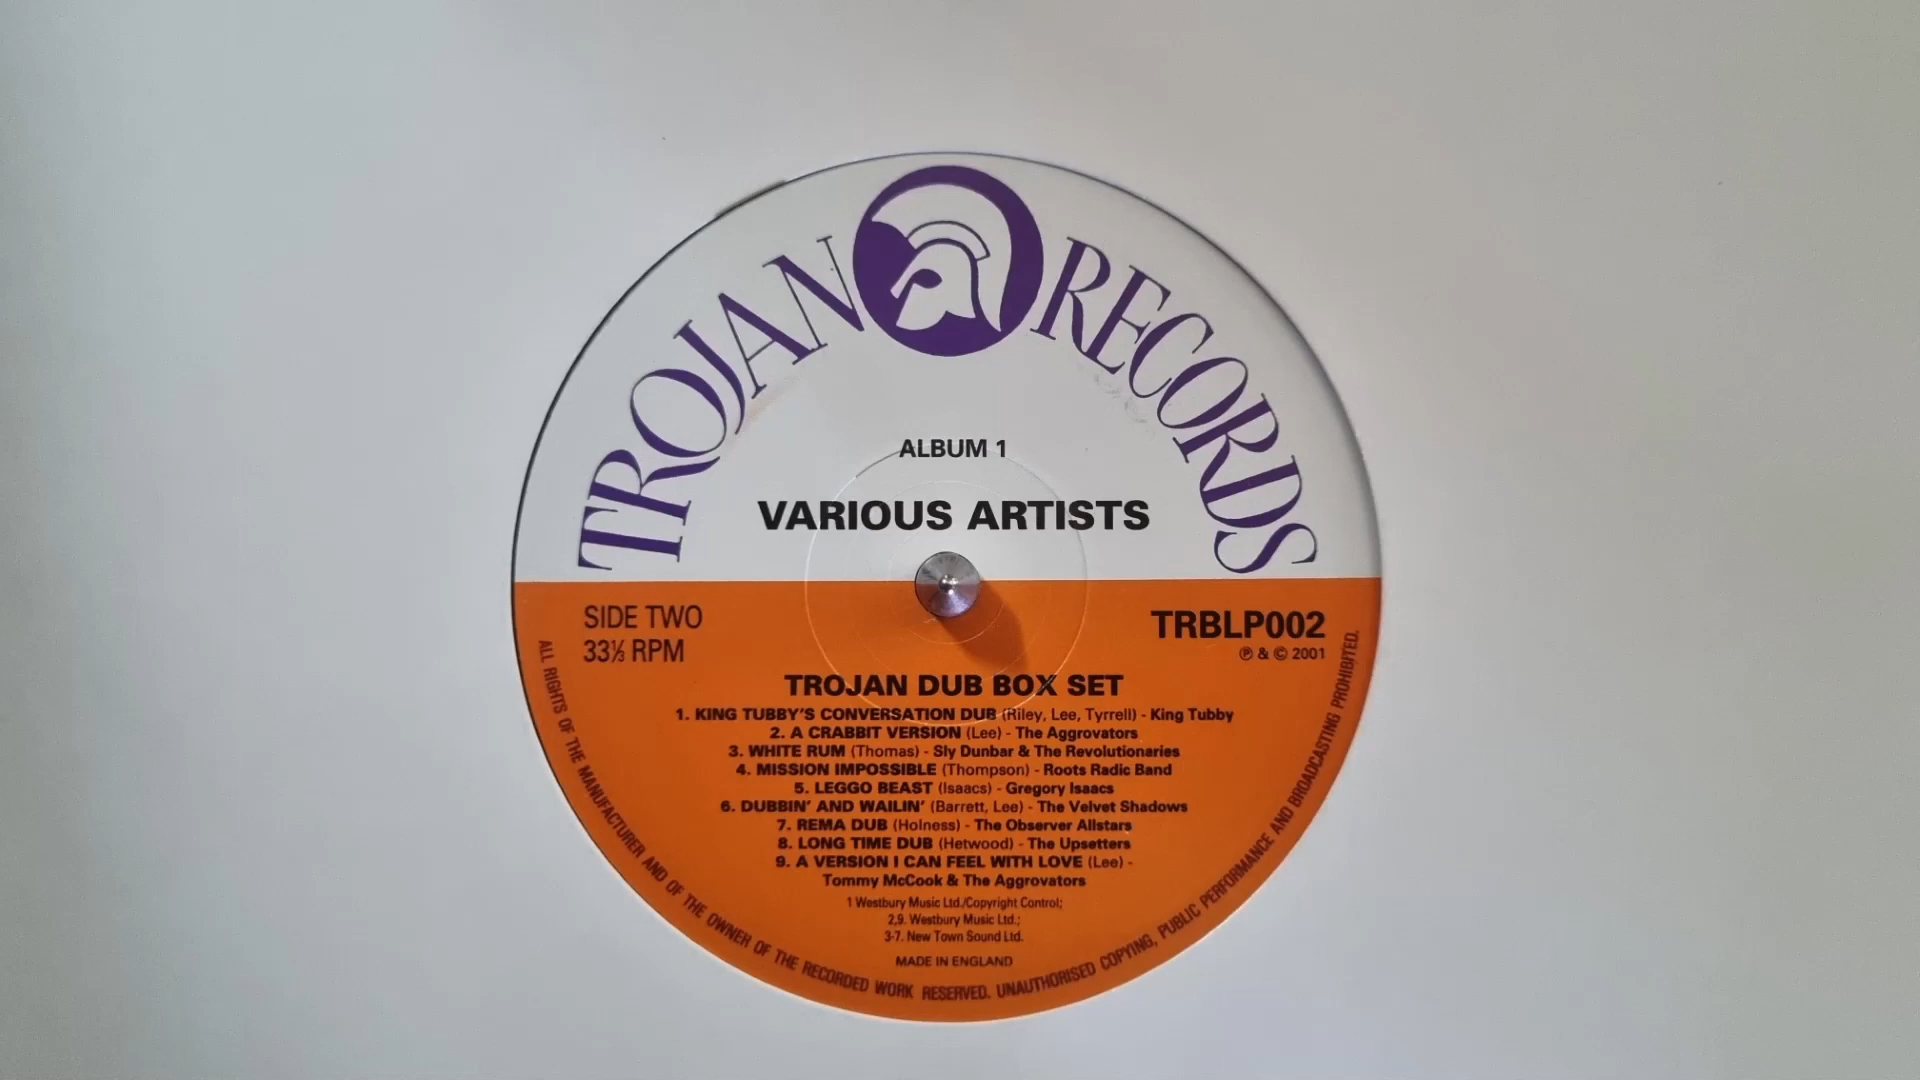 TROJAN RECORDS
ALBUM 1
VARIOUS ARTISTS
SIDE TWO
33⅓ RPM
TRBLP002
℗ & © 2001
TROJAN DUB BOX SET
1. KING TUBBY'S CONVERSATION DUB (Riley, Lee, Tyrrell) - King Tubby
2. A CRABBIT VERSION (Lee) - The Aggrovators
3. WHITE RUM (Thomas) - Sly Dunbar & The Revolutionaries
4. MISSION IMPOSSIBLE (Thompson) - Roots Radic Band
5. LEGGO BEAST (Isaacs) - Gregory Isaacs
6. DUBBIN' AND WAILIN' (Barrett, Lee) - The Velvet Shadows
7. REMA DUB (Holness) - The Observer Allstars
8. LONG TIME DUB (Hetwood) - The Upsetters
9. A VERSION I CAN FEEL WITH LOVE (Lee) -
Tommy McCook & The Aggrovators
1 Westbury Music Ltd./Copyright Control;
2,9. Westbury Music Ltd.;
3-7. New Town Sound Ltd.
MADE IN ENGLAND
ALL RIGHTS OF THE MANUFACTURER AND OF THE OWNER OF THE RECORDED WORK RESERVED. UNAUTHORISED COPYING, PUBLIC PERFORMANCE AND BROADCASTING PROHIBITED.